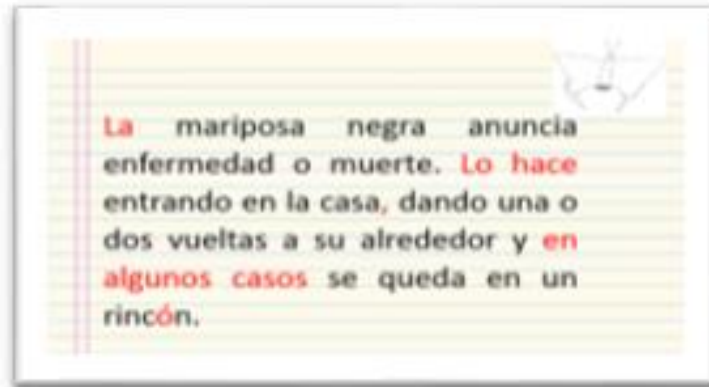 La mariposa negra anuncia
enfermedad o muerte. Lo hace
entrando en la casa, dando una o
dos vueltas a su alrededor y en
algunos casos se queda en un
rincón.